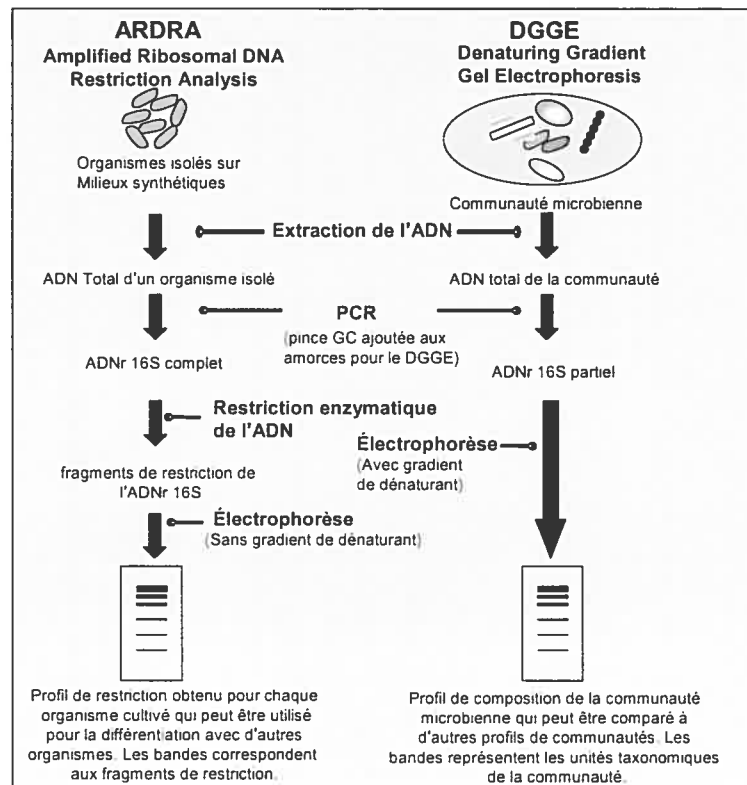 ARDRA
Amplified Ribosomal DNA
Restriction Analysis
DGGE
Denaturing Gradient
Gel Electrophoresis
Organismes isolés sur
Milieux synthétiques
Communauté microbienne
Extraction de l'ADN
ADN Total d'un organisme isolé
ADN total de la communauté
PCR
(pince GC ajoutée aux
amorces pour le DGGE)
ADNr 16S complet
ADNr 16S partiel
Restriction enzymatique
de l'ADN
Électrophorèse
(Avec gradient
de dénaturant)
fragments de restriction de
l'ADNr 16S
Électrophorèse
(Sans gradient de dénaturant)
Profil de restriction obtenu pour chaque
organisme cultivé qui peut être utilisé
pour la différentiation avec d'autres
organismes. Les bandes correspondent
aux fragments de restriction.
Profil de composition de la communauté
microbienne qui peut être comparé à
d'autres profils de communautés. Les
bandes représentent les unités taxonomiques
de la communauté.